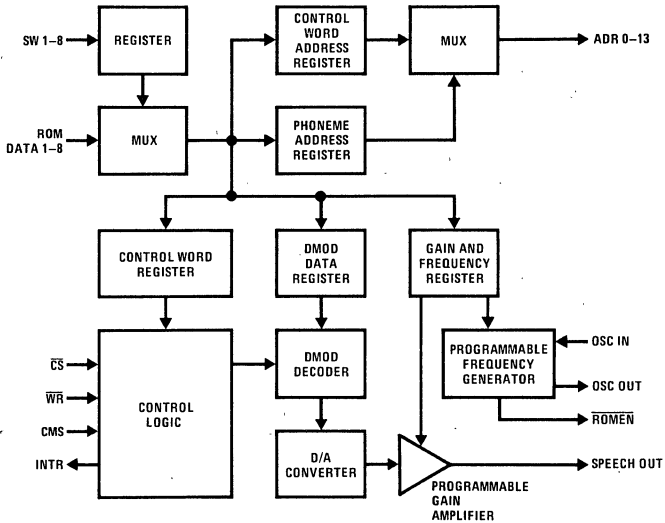 SW 1–8
REGISTER
CONTROL
WORD
ADDRESS
REGISTER
MUX
ADR 0–13
ROM
DATA 1–8
MUX
PHONEME
ADDRESS
REGISTER
CONTROL WORD
REGISTER
DMOD
DATA
REGISTER
GAIN AND
FREQUENCY
REGISTER
CS
WR
CMS
INTR
CONTROL
LOGIC
DMOD
DECODER
PROGRAMMABLE
FREQUENCY
GENERATOR
OSC IN
OSC OUT
ROMEN
D/A
CONVERTER
PROGRAMMABLE
GAIN
AMPLIFIER
SPEECH OUT